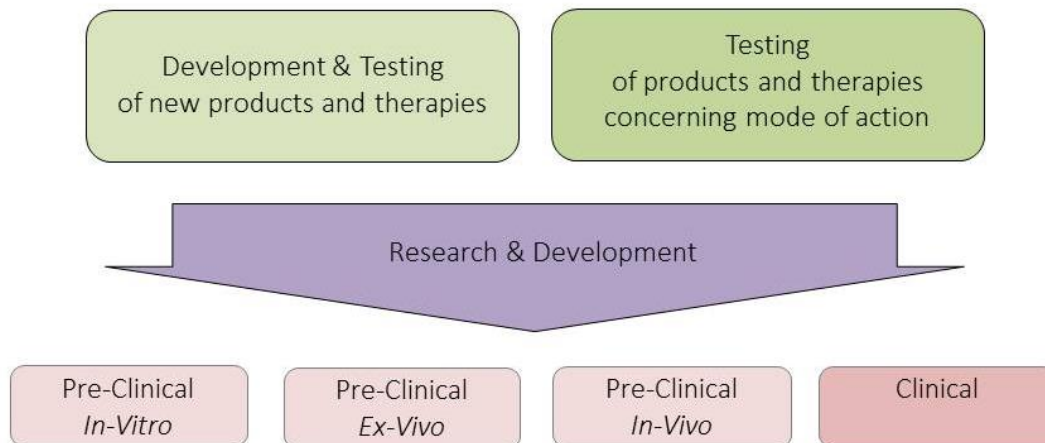 Development & Testing
of new products and therapies
Testing
of products and therapies
concerning mode of action
Research & Development
Pre-Clinical
In-Vitro
Pre-Clinical
Ex-Vivo
Pre-Clinical
In-Vivo
Clinical